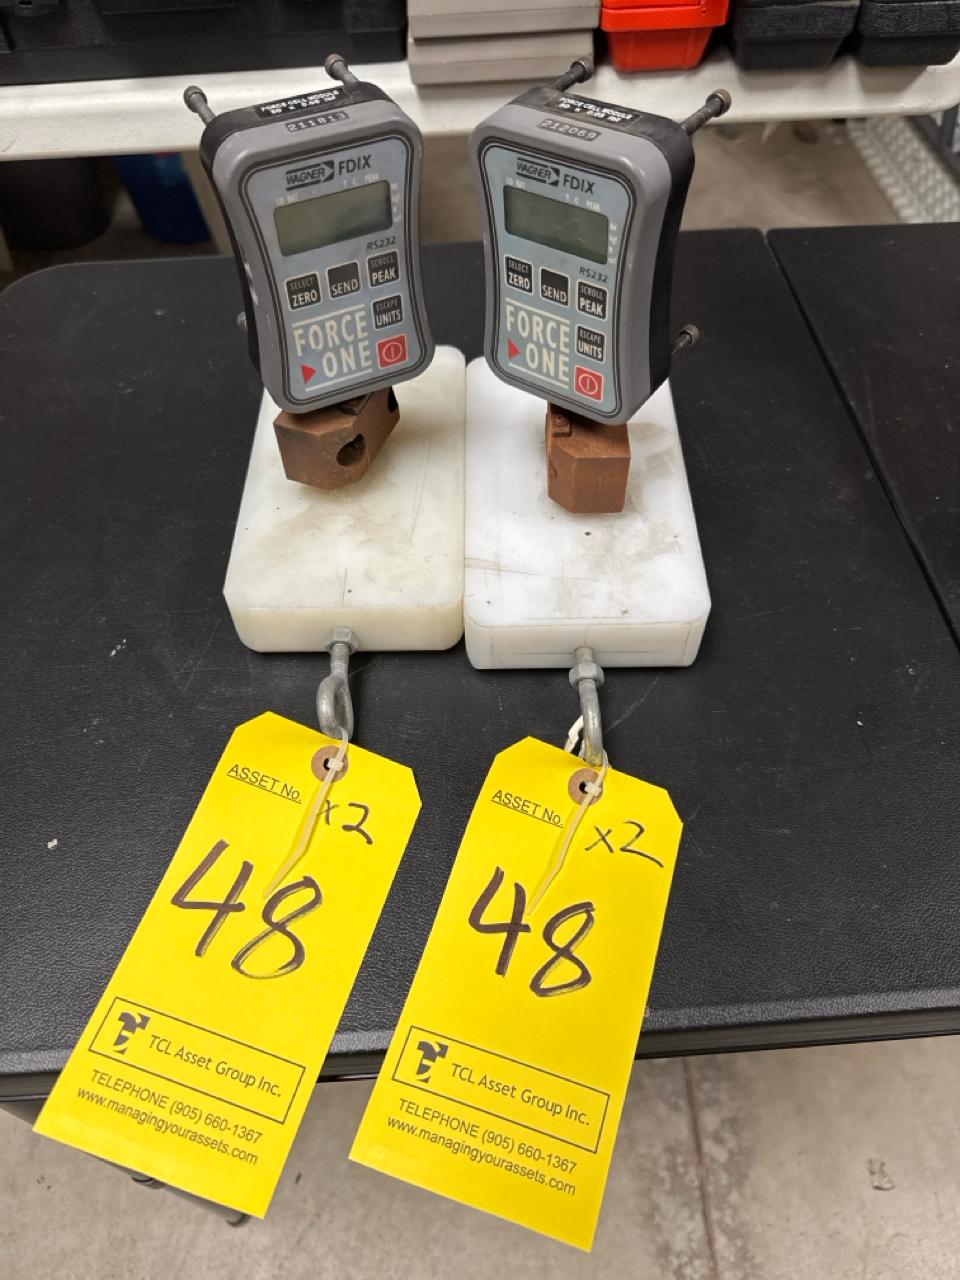 FORCE CELL MODULE
211813
WAGNER FDIX
LO BAT T C PEAK
RS232
SELECT
ZERO
SEND
SCROLL
PEAK
ESCAPE
UNITS
FORCE
ONE
FORCE CELL MODULE
212069
WAGNER FDIX
LO BAT T C PEAK
RS232
SELECT
ZERO
SEND
SCROLL
PEAK
ESCAPE
UNITS
FORCE
ONE
ASSET No.
x2
48
TCL Asset Group Inc.
TELEPHONE (905) 660-1367
www.managingyourassets.com
ASSET No.
x2
48
TCL Asset Group Inc.
TELEPHONE (905) 660-1367
www.managingyourassets.com